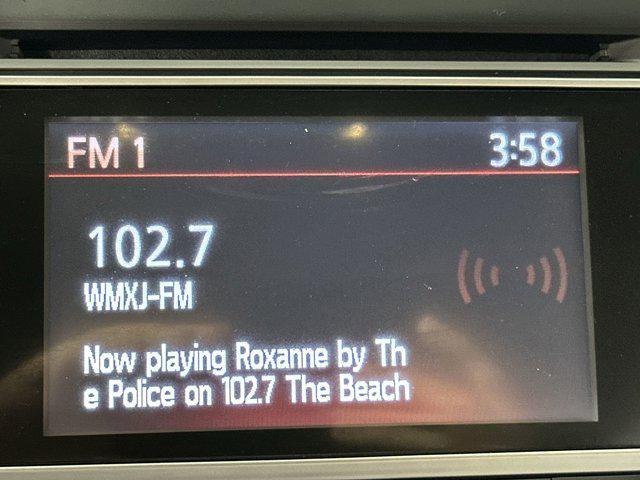 FM 1 3:58
102.7
WMXJ-FM
Now playing Roxanne by Th
e Police on 102.7 The Beach